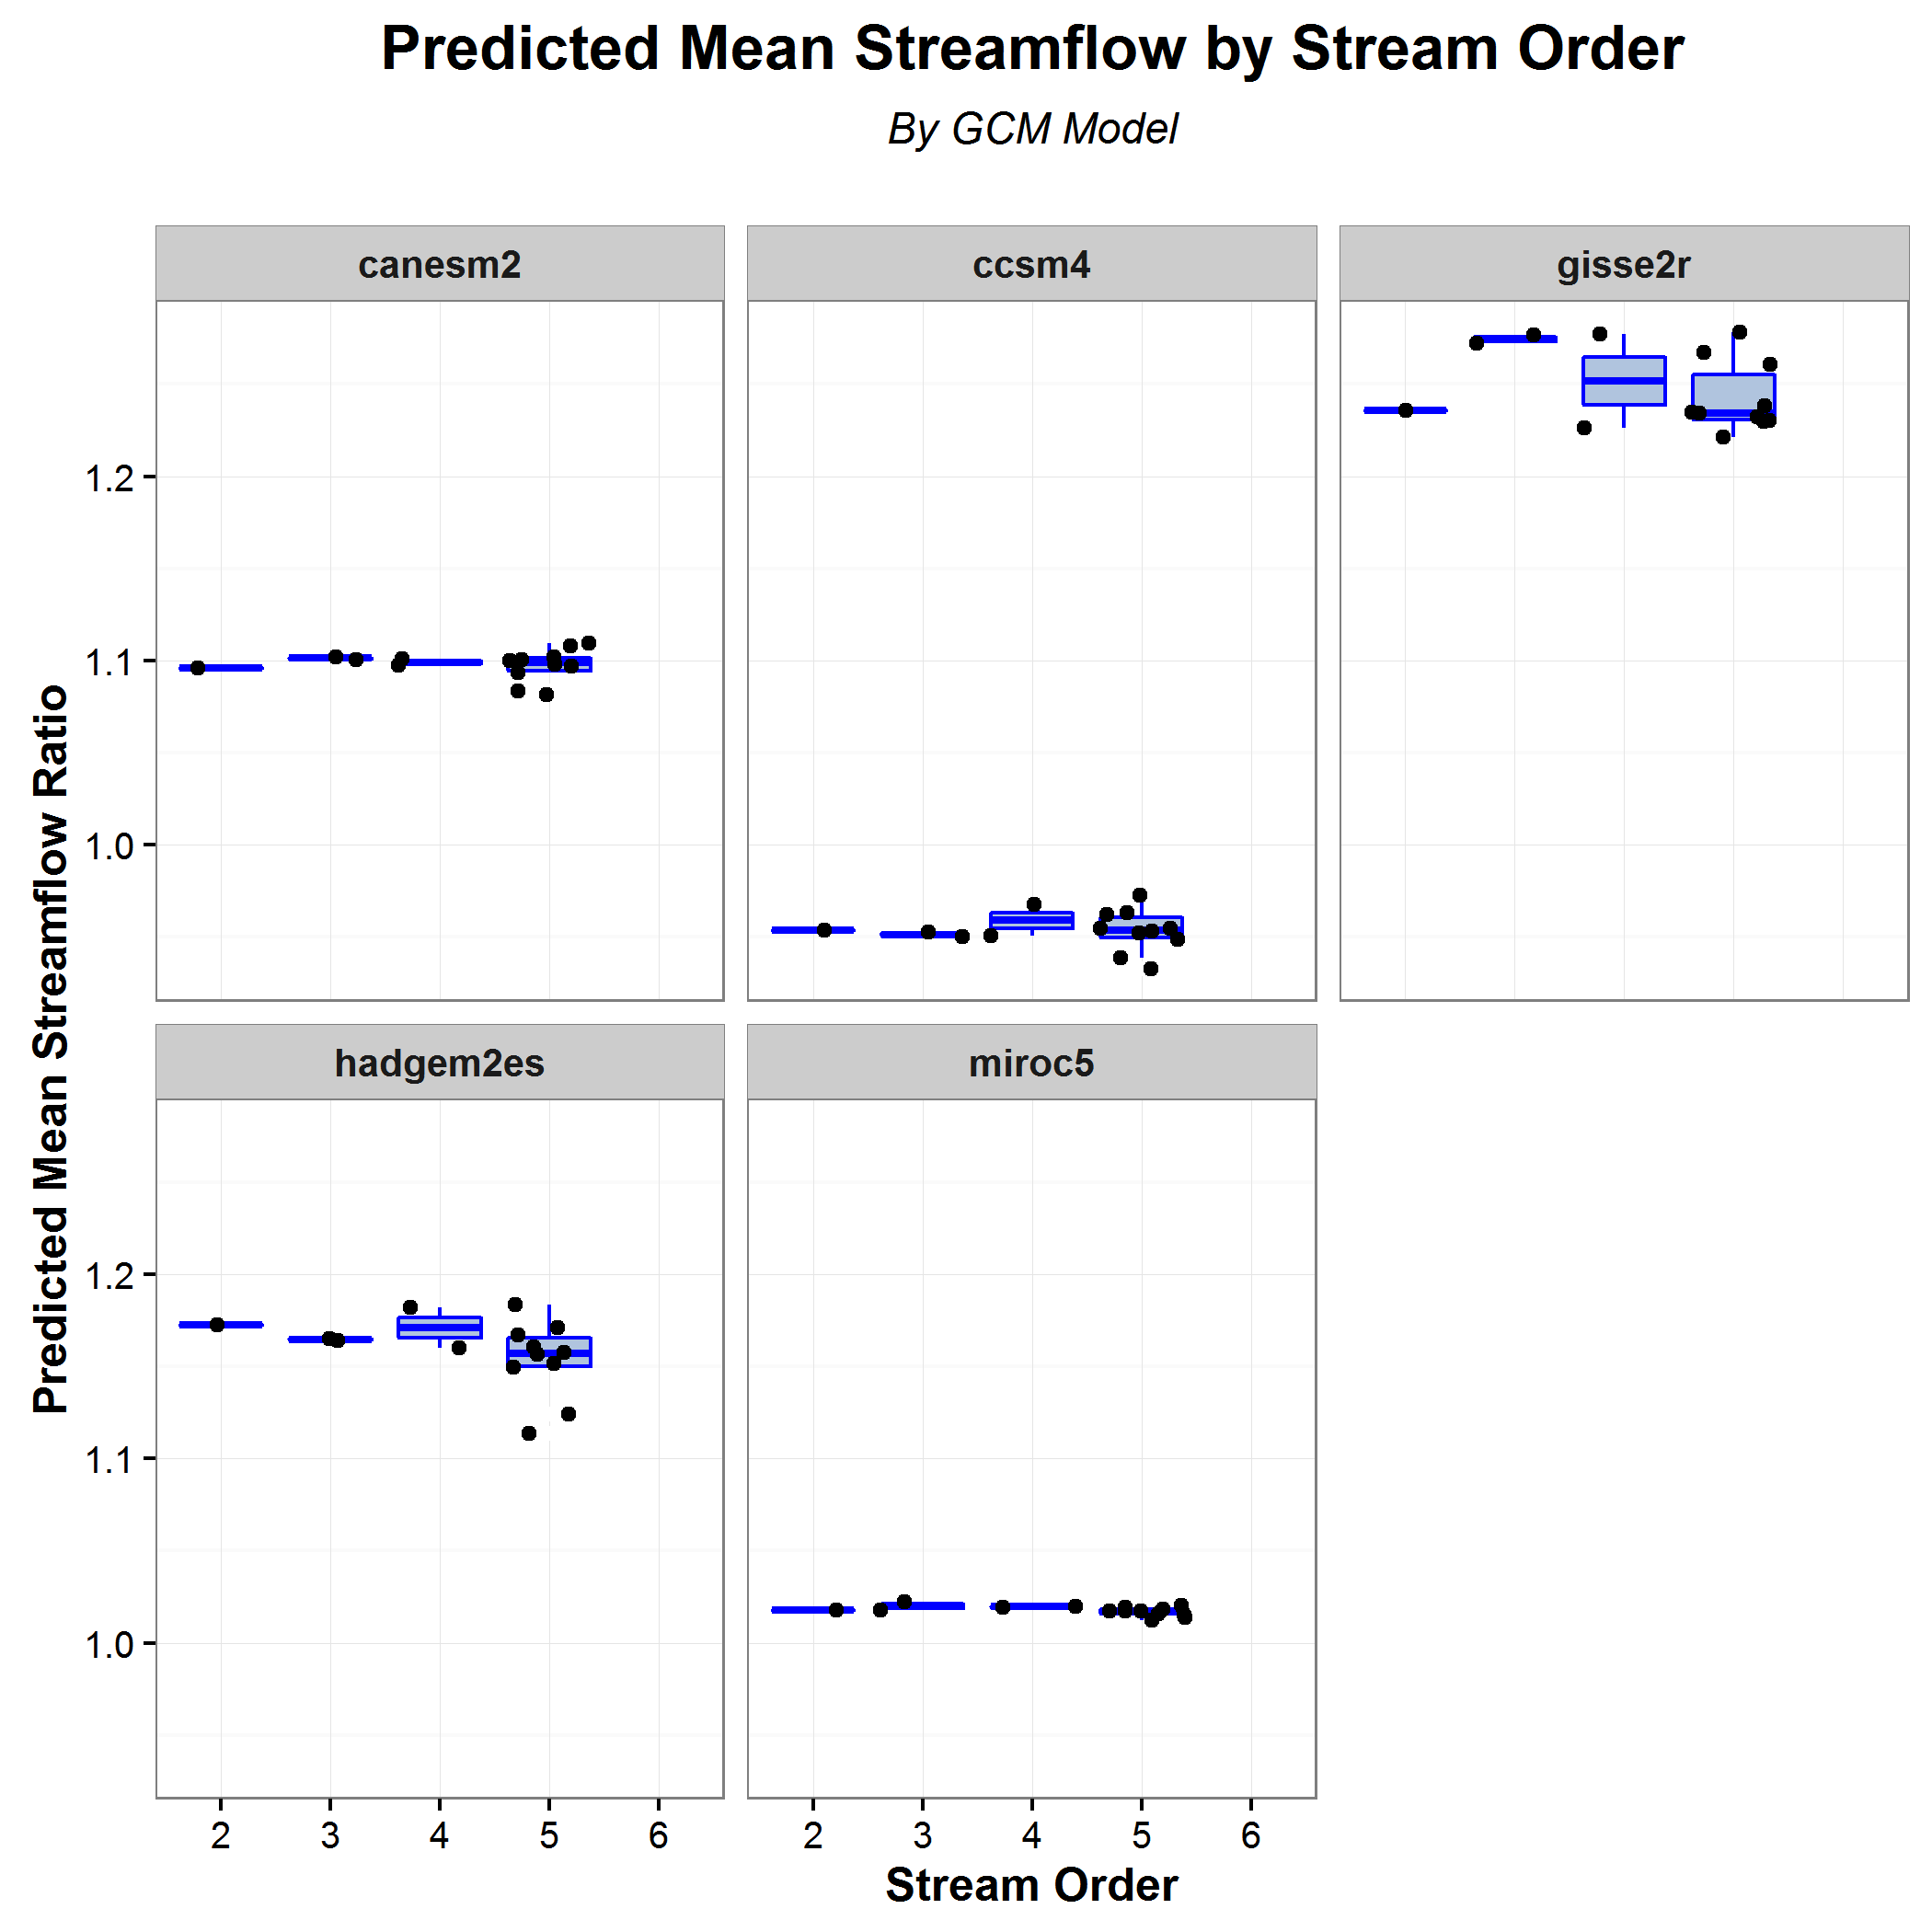 Predicted Mean Streamflow by Stream Order
By GCM Model
canesm2
ccsm4
gisse2r
1.2
1.1
1.0
Predicted Mean Streamflow Ratio
hadgem2es
miroc5
1.2
1.1
1.0
2 3 4 5 6
2 3 4 5 6
Stream Order